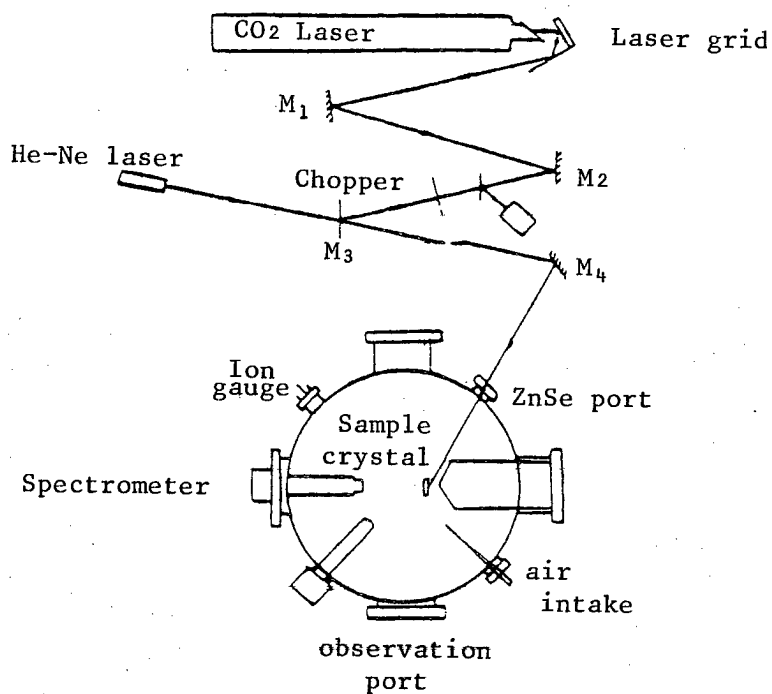 CO2 Laser
Laser grid
M1
He-Ne laser
M2
Chopper
M3
M4
Ion
gauge
ZnSe port
Sample
crystal
Spectrometer
air
intake
observation
port